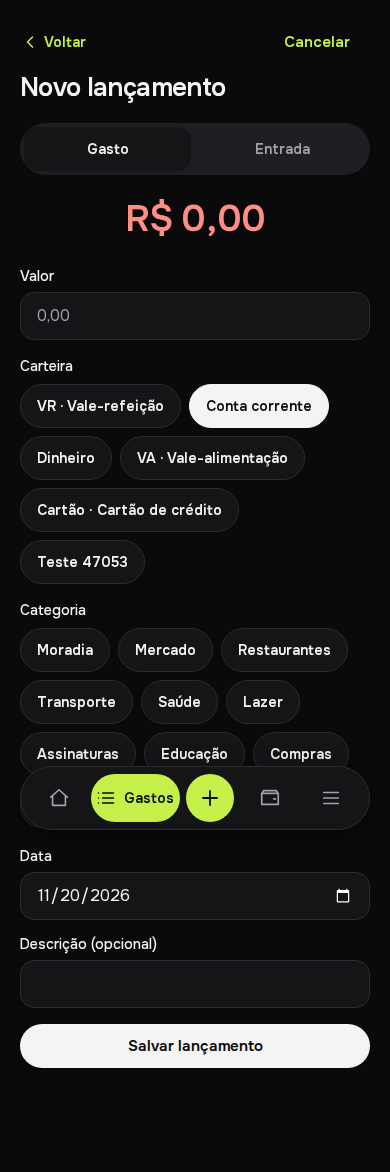 Voltar Cancelar
Novo lançamento
Gasto Entrada
R$ 0,00
Valor
0,00
Carteira
VR · Vale-refeição Conta corrente
Dinheiro VA · Vale-alimentação
Cartão · Cartão de crédito
Teste 47053
Categoria
Moradia Mercado Restaurantes
Transporte Saúde Lazer
Assinaturas Educação Compras
Gastos
Data
11/20/2026
Descrição (opcional)
Salvar lançamento